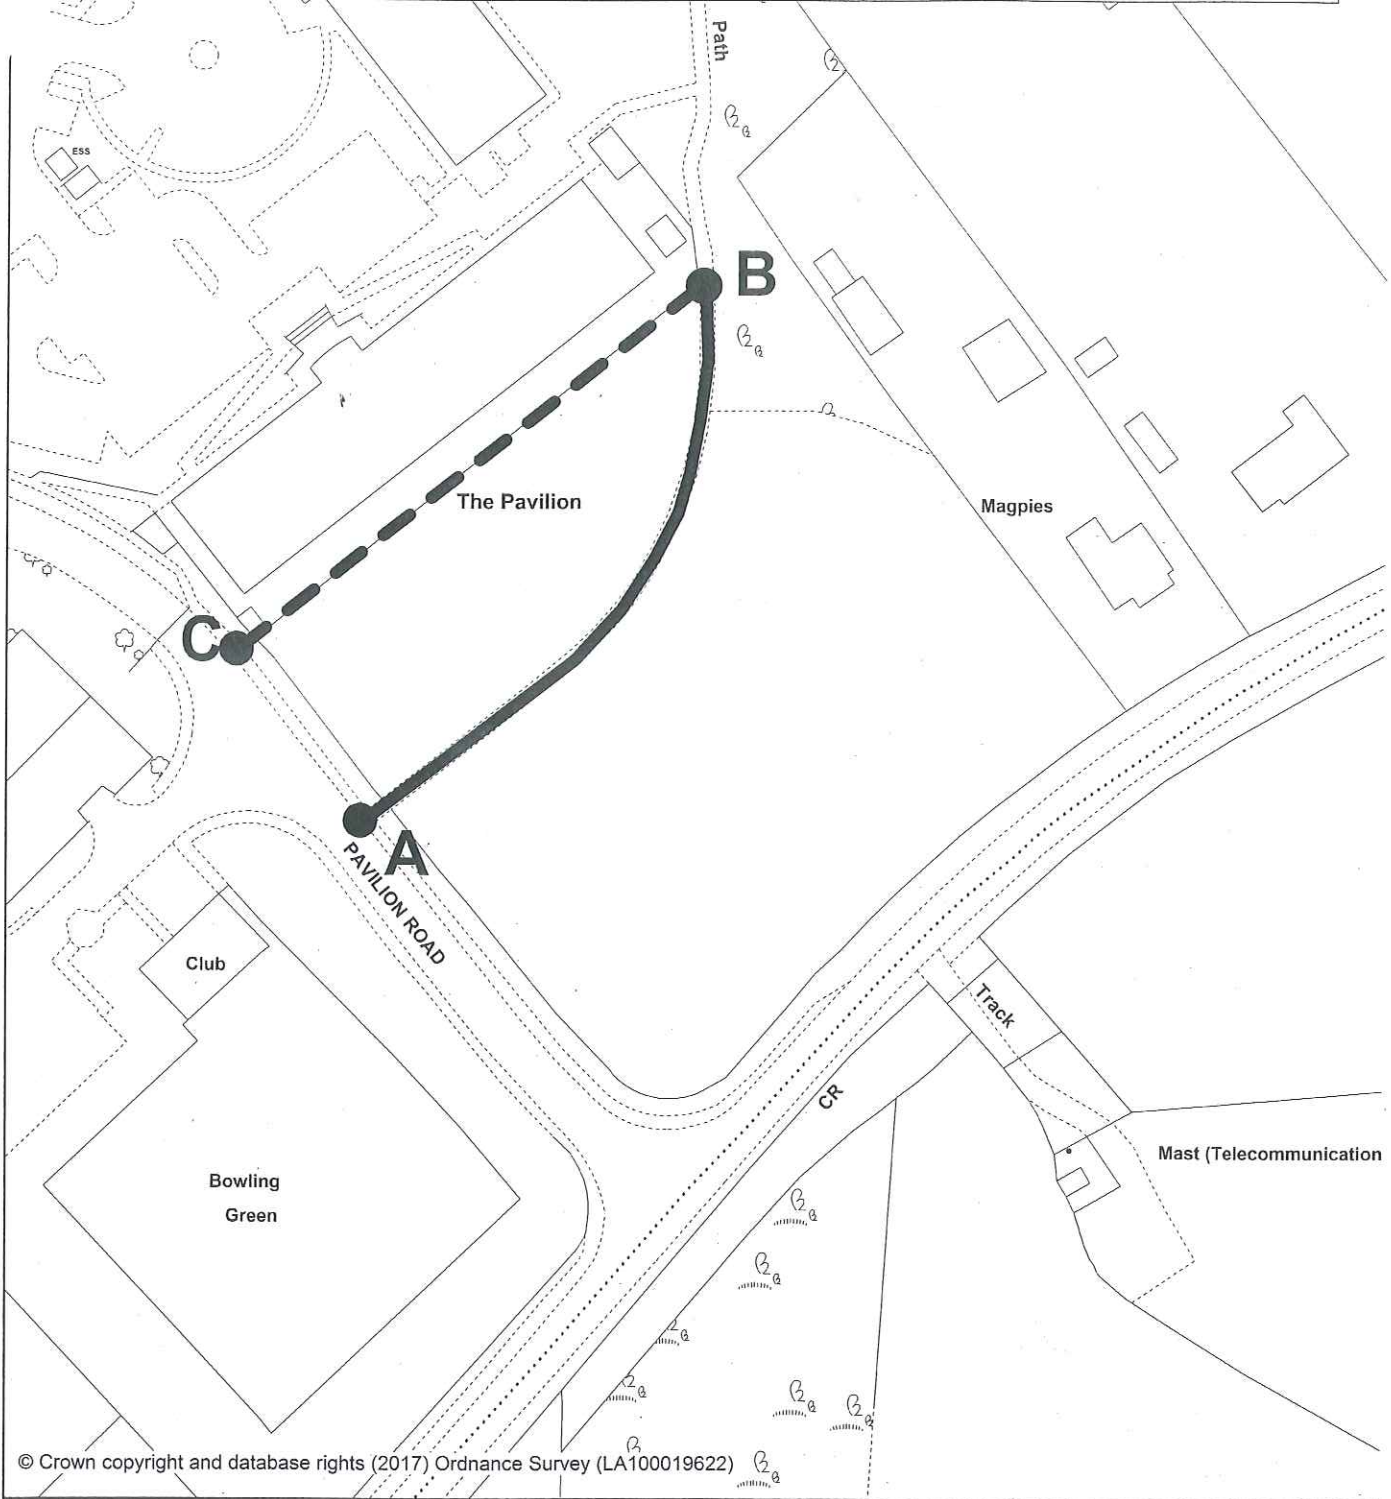 Path
ESS
B
The Pavilion
Magpies
C
A
PAVILION ROAD
Club
Track
CR
Mast (Telecommunication
Bowling
Green
© Crown copyright and database rights (2017) Ordnance Survey (LA100019622)